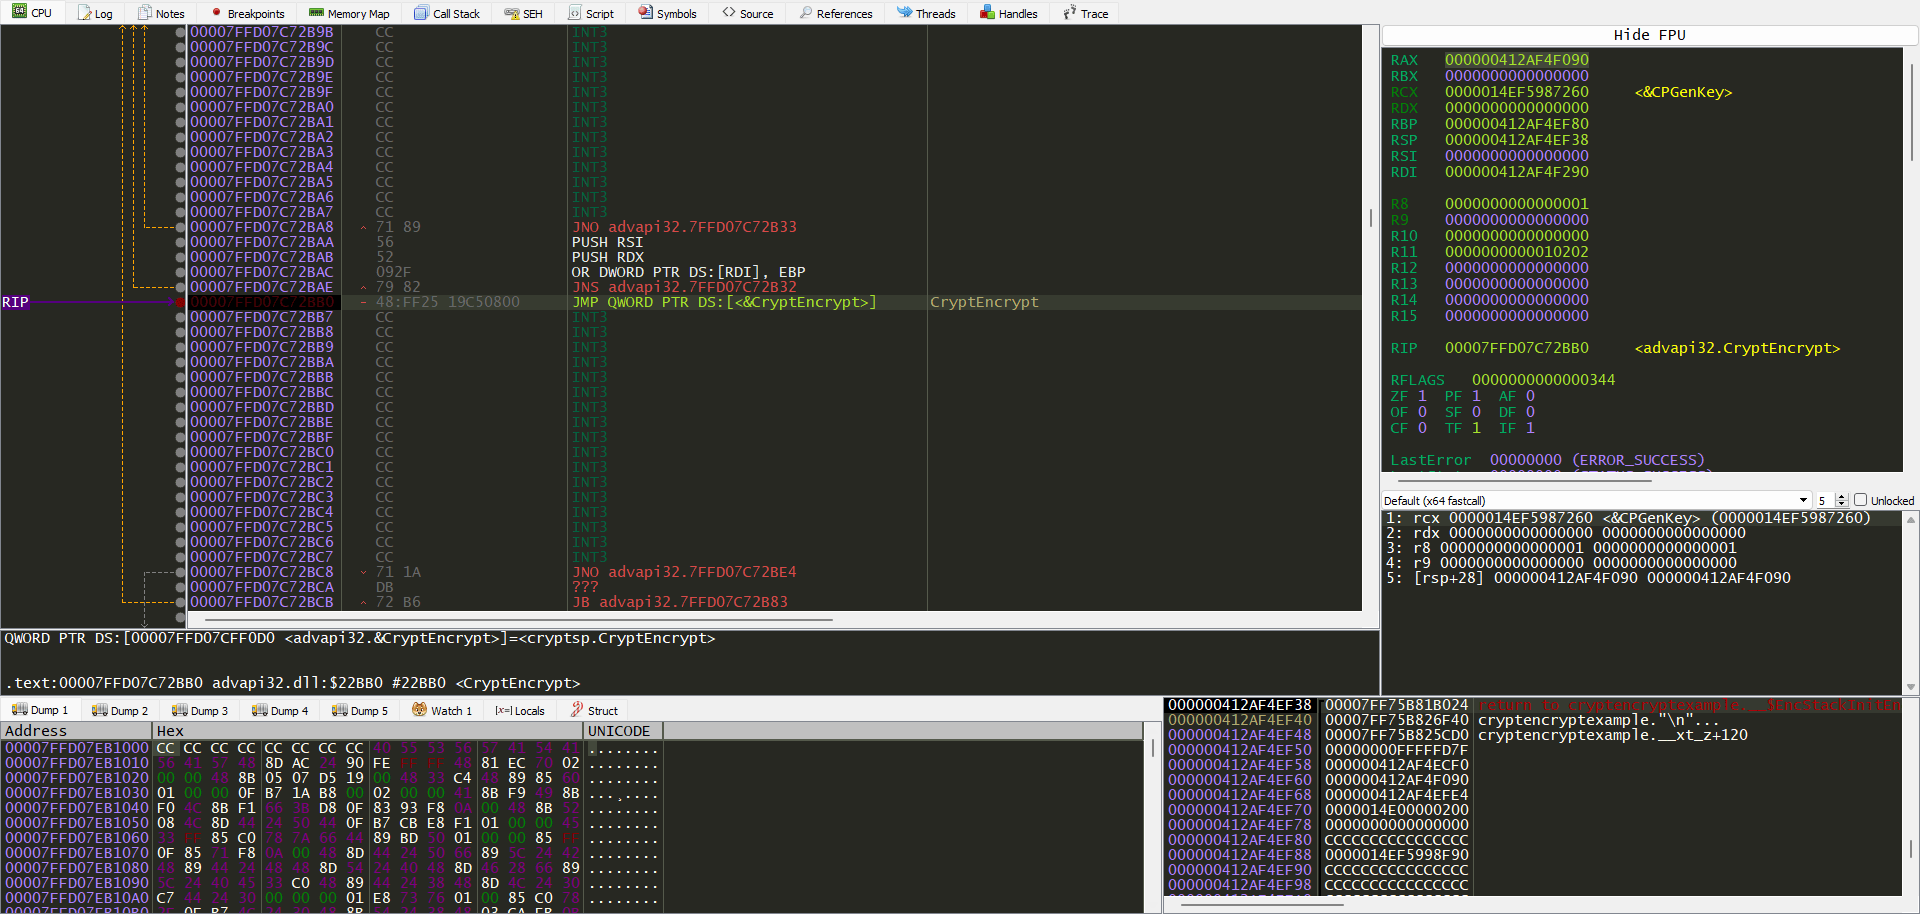 CPU Log Notes Breakpoints Memory Map Call Stack SEH Script Symbols Source References Threads Handles Trace
00007FFD07C72B9B CC INT3
00007FFD07C72B9C CC INT3
00007FFD07C72B9D CC INT3
00007FFD07C72B9E CC INT3
00007FFD07C72B9F CC INT3
00007FFD07C72BA0 CC INT3
00007FFD07C72BA1 CC INT3
00007FFD07C72BA2 CC INT3
00007FFD07C72BA3 CC INT3
00007FFD07C72BA4 CC INT3
00007FFD07C72BA5 CC INT3
00007FFD07C72BA6 CC INT3
00007FFD07C72BA7 CC INT3
00007FFD07C72BA8 71 89 JNO advapi32.7FFD07C72B33
00007FFD07C72BAA 56 PUSH RSI
00007FFD07C72BAB 52 PUSH RDX
00007FFD07C72BAC 092F OR DWORD PTR DS:[RDI], EBP
00007FFD07C72BAE 79 82 JNS advapi32.7FFD07C72B32
RIP 00007FFD07C72BB0 48:FF25 19C50800 JMP QWORD PTR DS:[<&CryptEncrypt>] CryptEncrypt
00007FFD07C72BB7 CC INT3
00007FFD07C72BB8 CC INT3
00007FFD07C72BB9 CC INT3
00007FFD07C72BBA CC INT3
00007FFD07C72BBB CC INT3
00007FFD07C72BBC CC INT3
00007FFD07C72BBD CC INT3
00007FFD07C72BBE CC INT3
00007FFD07C72BBF CC INT3
00007FFD07C72BC0 CC INT3
00007FFD07C72BC1 CC INT3
00007FFD07C72BC2 CC INT3
00007FFD07C72BC3 CC INT3
00007FFD07C72BC4 CC INT3
00007FFD07C72BC5 CC INT3
00007FFD07C72BC6 CC INT3
00007FFD07C72BC7 CC INT3
00007FFD07C72BC8 71 1A JNO advapi32.7FFD07C72BE4
00007FFD07C72BCA DB ???
00007FFD07C72BCB 72 B6 JB advapi32.7FFD07C72B83
Hide FPU
RAX 000000412AF4F090
RBX 0000000000000000
RCX 0000014EF5987260 <&CPGenKey>
RDX 0000000000000000
RBP 000000412AF4EF80
RSP 000000412AF4EF38
RSI 0000000000000000
RDI 000000412AF4F290
R8 0000000000000001
R9 0000000000000000
R10 0000000000000000
R11 0000000000010202
R12 0000000000000000
R13 0000000000000000
R14 0000000000000000
R15 0000000000000000
RIP 00007FFD07C72BB0 <advapi32.CryptEncrypt>
RFLAGS 0000000000000344
ZF 1 PF 1 AF 0
OF 0 SF 0 DF 0
CF 0 TF 1 IF 1
LastError 00000000 (ERROR_SUCCESS)
Default (x64 fastcall) 5 Unlocked
1: rcx 0000014EF5987260 <&CPGenKey> (0000014EF5987260)
2: rdx 0000000000000000 0000000000000000
3: r8 0000000000000001 0000000000000001
4: r9 0000000000000000 0000000000000000
5: [rsp+28] 000000412AF4F090 000000412AF4F090
QWORD PTR DS:[00007FFD07CFF0D0 <advapi32.&CryptEncrypt>]=<cryptsp.CryptEncrypt>
.text:00007FFD07C72BB0 advapi32.dll:$22BB0 #22BB0 <CryptEncrypt>
Dump 1 Dump 2 Dump 3 Dump 4 Dump 5 Watch 1 Locals Struct
Address Hex UNICODE
00007FFD07EB1000 CC CC CC CC CC CC CC CC 40 55 53 56 57 41 54 41 ........
00007FFD07EB1010 56 41 57 48 8D AC 24 90 FE FF FF 48 81 EC 70 02 ........
00007FFD07EB1020 00 00 48 8B 05 07 D5 19 00 48 33 C4 48 89 85 60 ........
00007FFD07EB1030 01 00 00 0F B7 1A B8 00 02 00 00 41 8B F9 49 8B ...¸....
00007FFD07EB1040 F0 4C 8B F1 66 3B D8 0F 83 93 F8 0A 00 48 8B 52 ........
00007FFD07EB1050 08 4C 8D 44 24 50 44 0F B7 CB E8 F1 01 00 00 45 ........
00007FFD07EB1060 33 FF 85 C0 78 7A 66 44 89 BD 50 01 00 00 85 FF ........
00007FFD07EB1070 0F 85 71 F8 0A 00 48 8D 44 24 50 66 89 5C 24 42 ........
00007FFD07EB1080 48 89 44 24 48 48 8D 54 24 40 48 8D 46 28 66 89 ........
00007FFD07EB1090 5C 24 40 45 33 C0 48 89 44 24 38 48 8D 4C 24 30 ........
00007FFD07EB10A0 C7 44 24 30 00 00 00 01 E8 73 76 01 00 85 C0 78 ........
000000412AF4EF38 00007FF75B81B024 return to cryptencryptexample.__$EncStackInitEn
000000412AF4EF40 00007FF75B826F40 cryptencryptexample."\n"...
000000412AF4EF48 00007FF75B825CD0 cryptencryptexample.__xt_z+120
000000412AF4EF50 00000000FFFFFD7F
000000412AF4EF58 000000412AF4ECF0
000000412AF4EF60 000000412AF4F090
000000412AF4EF68 000000412AF4EFE4
000000412AF4EF70 0000014E00000200
000000412AF4EF78 0000000000000000
000000412AF4EF80 CCCCCCCCCCCCCCCC
000000412AF4EF88 0000014EF5998F90
000000412AF4EF90 CCCCCCCCCCCCCCCC
000000412AF4EF98 CCCCCCCCCCCCCCCC